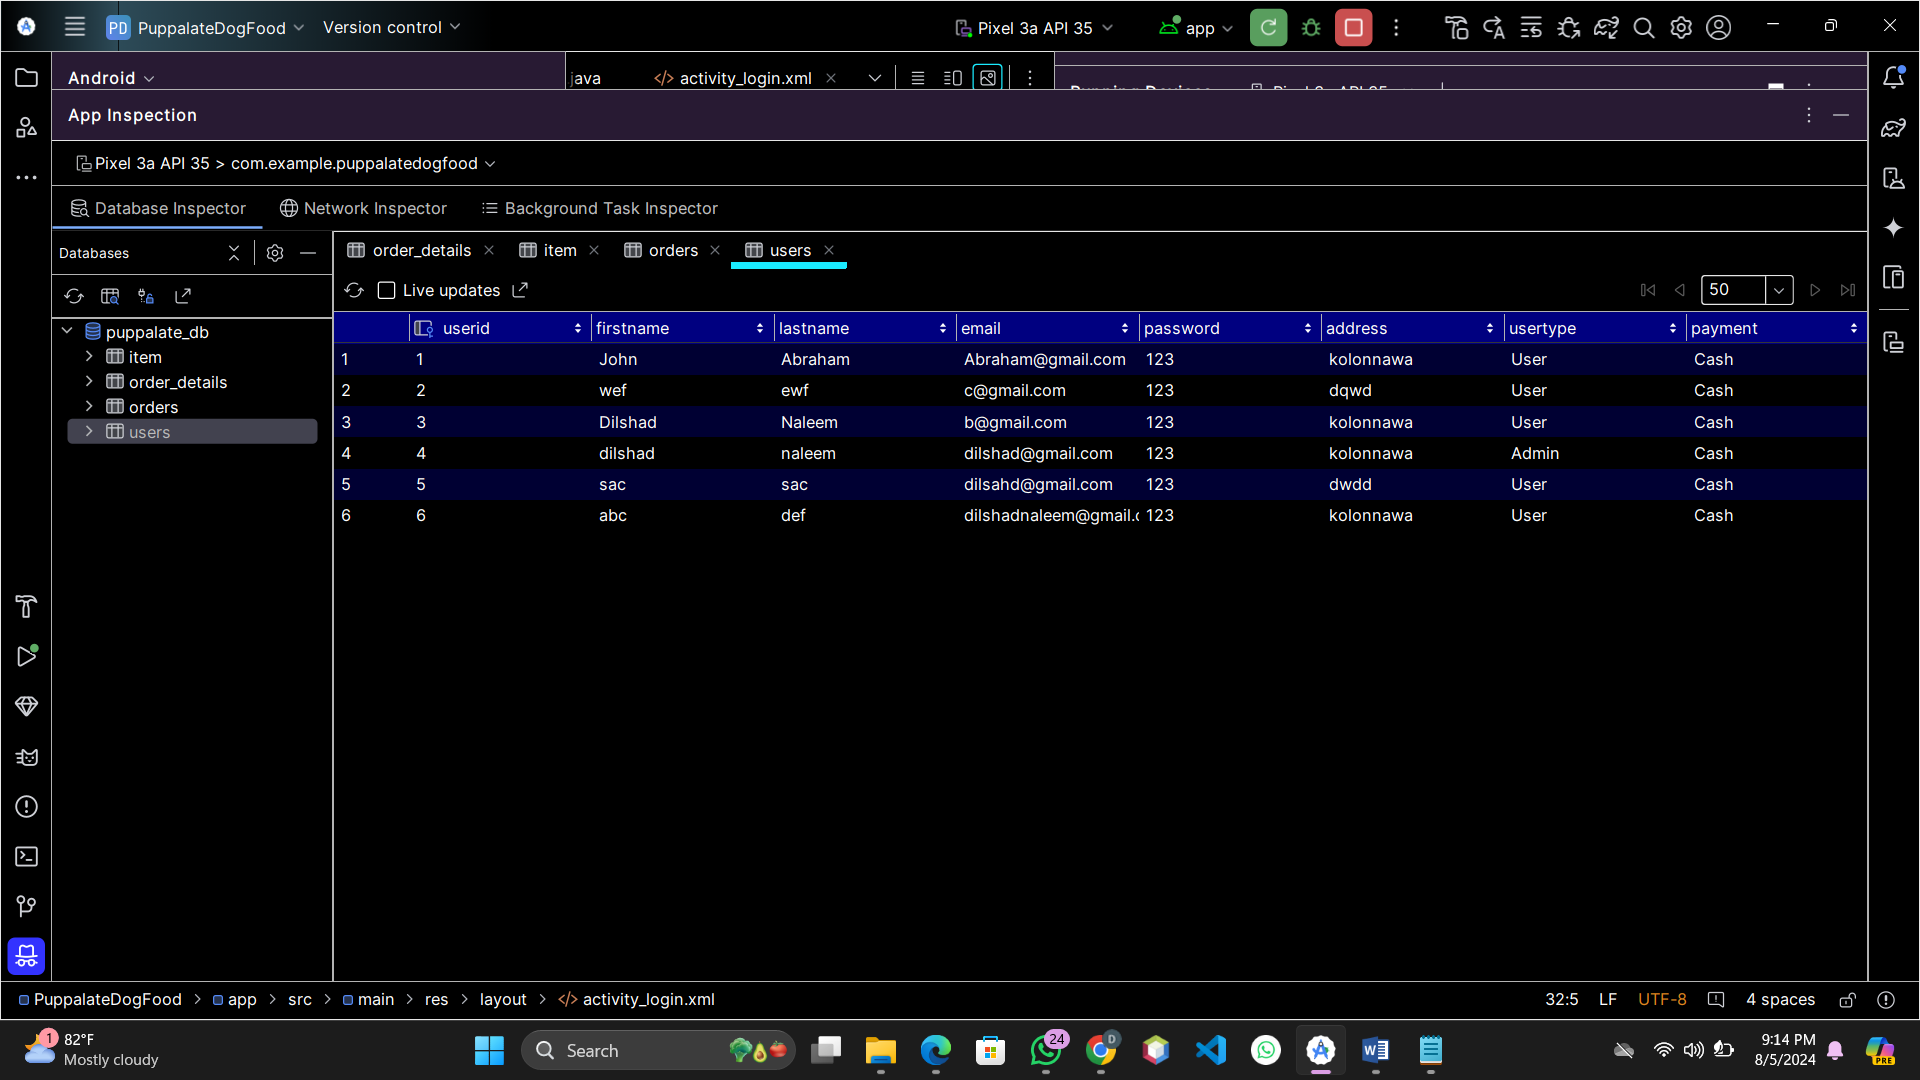 PD PuppalateDogFood Version control Pixel 3a API 35 app
Android java activity_login.xml
App Inspection
Pixel 3a API 35 > com.example.puppalatedogfood
Database Inspector Network Inspector Background Task Inspector
Databases order_details item orders users
Live updates 50
puppalate_db
item
order_details
orders
users
userid firstname lastname email password address usertype payment
1 1 John Abraham Abraham@gmail.com 123 kolonnawa User Cash
2 2 wef ewf c@gmail.com 123 dqwd User Cash
3 3 Dilshad Naleem b@gmail.com 123 kolonnawa User Cash
4 4 dilshad naleem dilshad@gmail.com 123 kolonnawa Admin Cash
5 5 sac sac dilsahd@gmail.com 123 dwdd User Cash
6 6 abc def dilshadnaleem@gmail.c 123 kolonnawa User Cash
PuppalateDogFood > app > src > main > res > layout > activity_login.xml 32:5 LF UTF-8 4 spaces
1 82°F
Mostly cloudy
Search
24
D
PRE
9:14 PM
8/5/2024